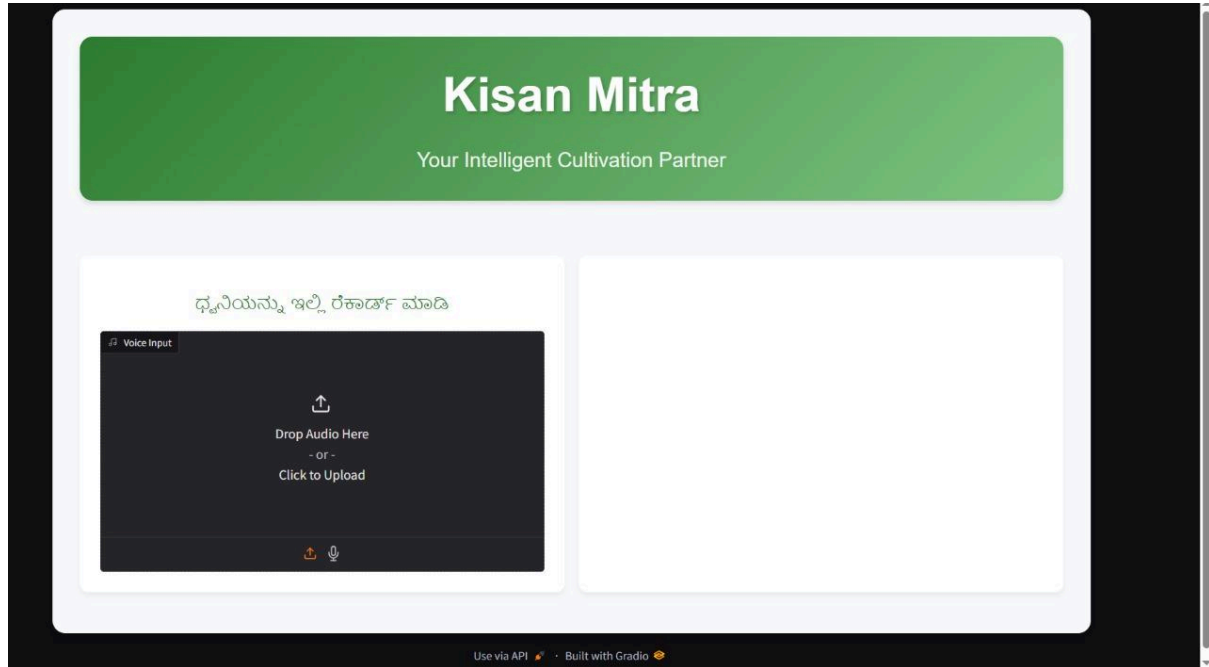 Kisan Mitra
Your Intelligent Cultivation Partner
ಧ್ವನಿಯನ್ನು ಇಲ್ಲಿ ರೆಕಾರ್ಡ್ ಮಾಡಿ
Voice Input
Drop Audio Here
- or -
Click to Upload
Use via API · Built with Gradio